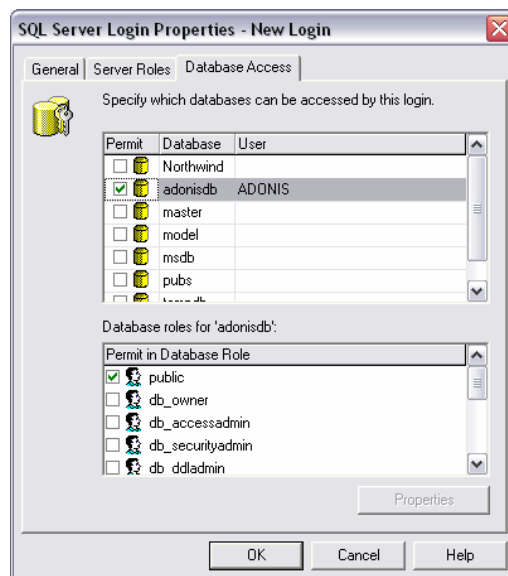 SQL Server Login Properties - New Login
General Server Roles Database Access
Specify which databases can be accessed by this login.
Permit Database User
Northwind
adonisdb ADONIS
master
model
msdb
pubs
tempdb
Database roles for 'adonisdb':
Permit in Database Role
public
db_owner
db_accessadmin
db_securityadmin
db_ddladmin
Properties
OK Cancel Help